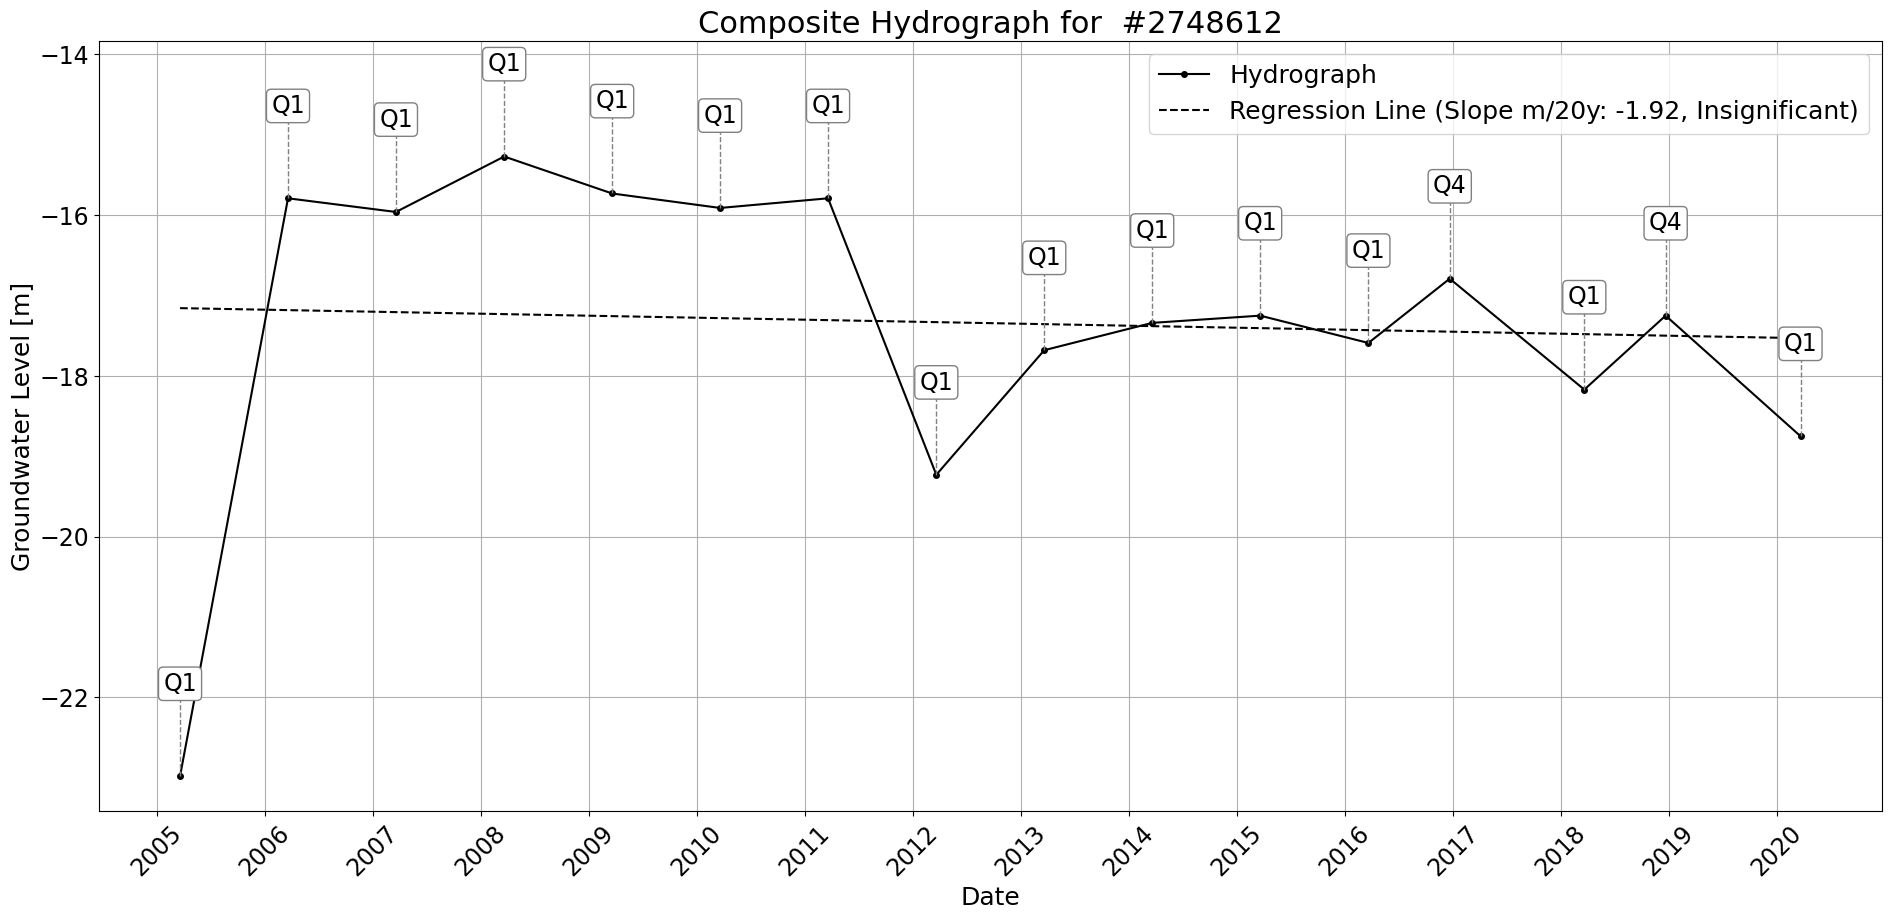 Composite Hydrograph for  #2748612
Hydrograph
Regression Line (Slope m/20y: -1.92, Insignificant)
Groundwater Level [m]
−14
−16
−18
−20
−22
Q1
Q1
Q1
Q1
Q1
Q1
Q1
Q1
Q1
Q1
Q1
Q1
Q4
Q1
Q4
Q1
2005
2006
2007
2008
2009
2010
2011
2012
2013
2014
2015
2016
2017
2018
2019
2020
Date